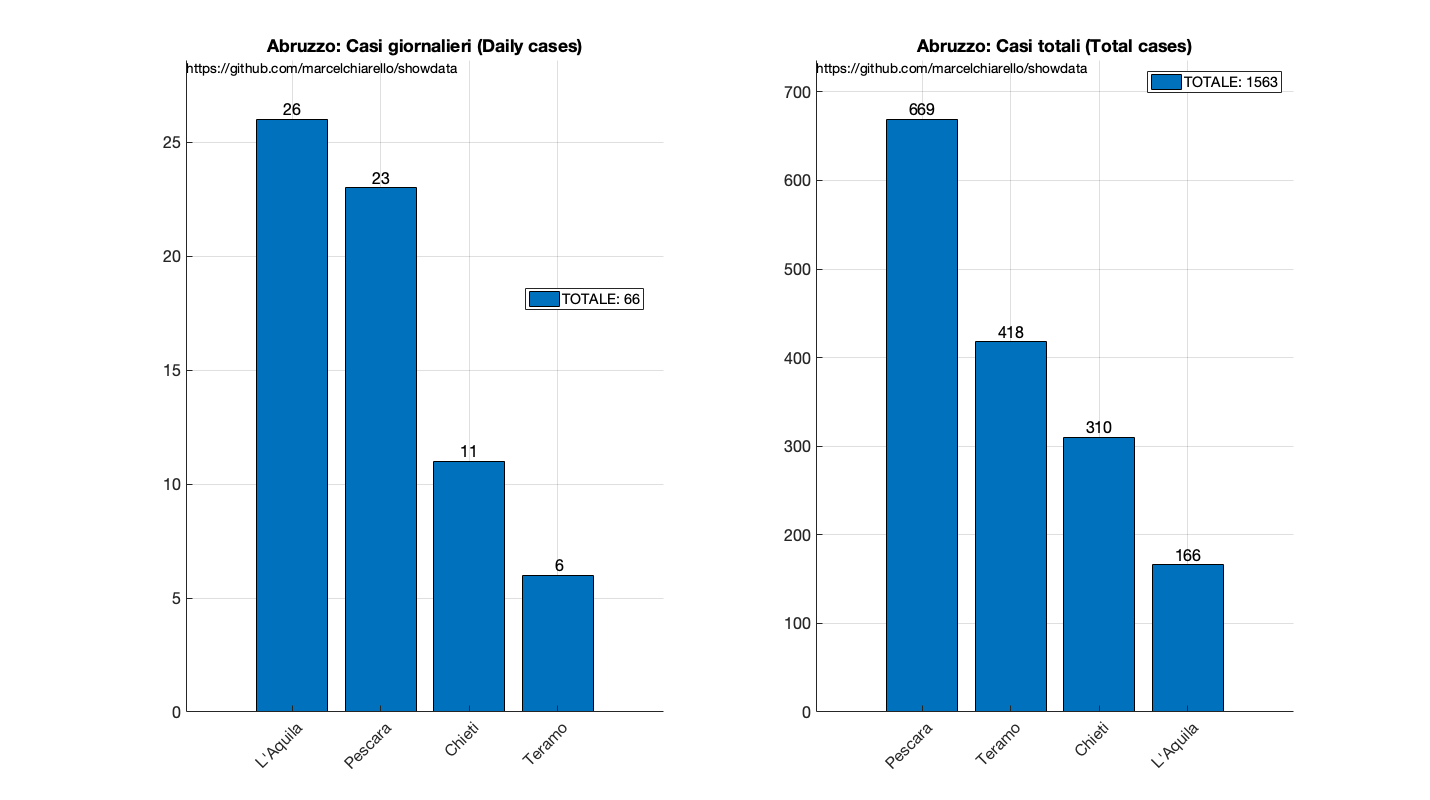 Abruzzo: Casi giornalieri (Daily cases)
https://github.com/marcelchiarello/showdata
26
25
23
20
TOTALE: 66
15
11
10
6
5
0
L'Aquila
Pescara
Chieti
Teramo
Abruzzo: Casi totali (Total cases)
https://github.com/marcelchiarello/showdata
TOTALE: 1563
700
669
600
500
418
400
310
300
200
166
100
0
Pescara
Teramo
Chieti
L'Aquila